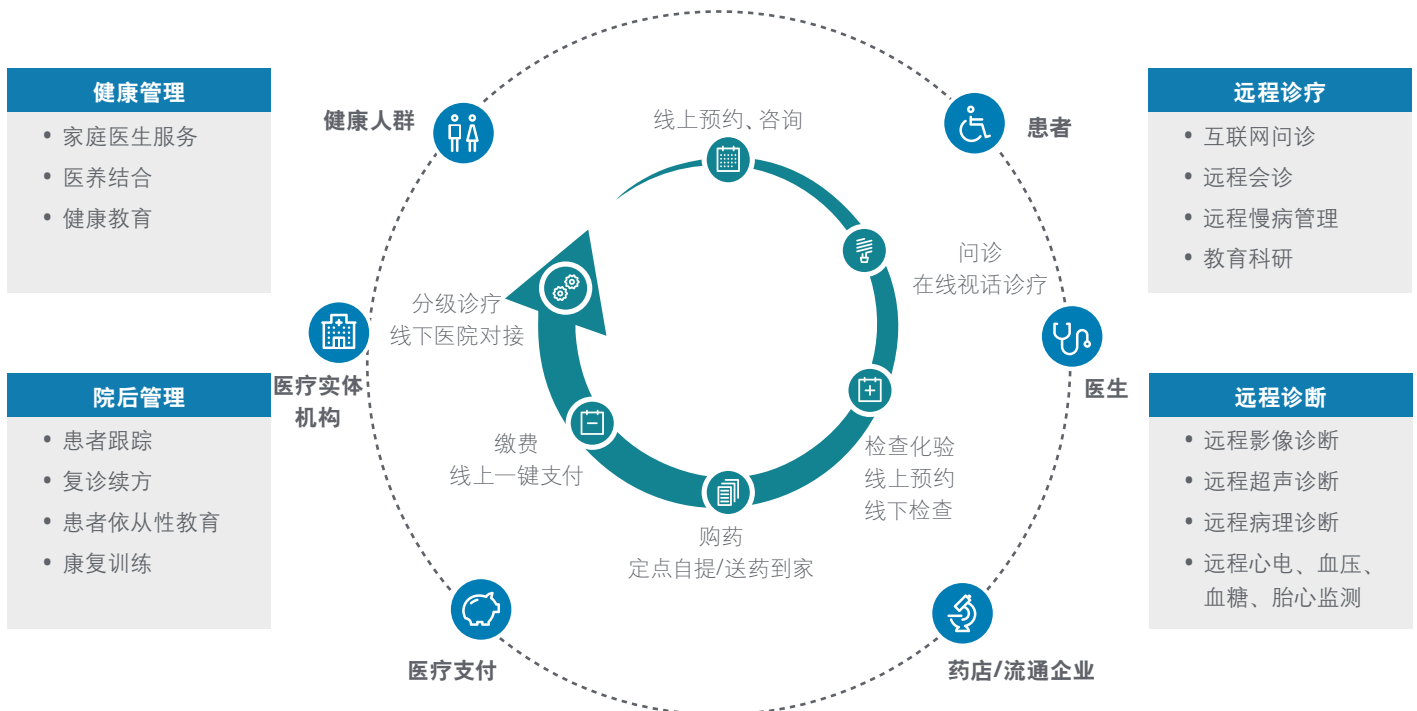 健康管理
• 家庭医生服务
• 医养结合
• 健康教育
院后管理
• 患者跟踪
• 复诊续方
• 患者依从性教育
• 康复训练
健康人群
患者
医疗实体
机构
医生
医疗支付
药店/流通企业
线上预约、咨询
问诊
在线视话诊疗
检查化验
线上预约
线下检查
购药
定点自提/送药到家
缴费
线上一键支付
分级诊疗
线下医院对接
远程诊疗
• 互联网问诊
• 远程会诊
• 远程慢病管理
• 教育科研
远程诊断
• 远程影像诊断
• 远程超声诊断
• 远程病理诊断
• 远程心电、血压、
血糖、胎心监测